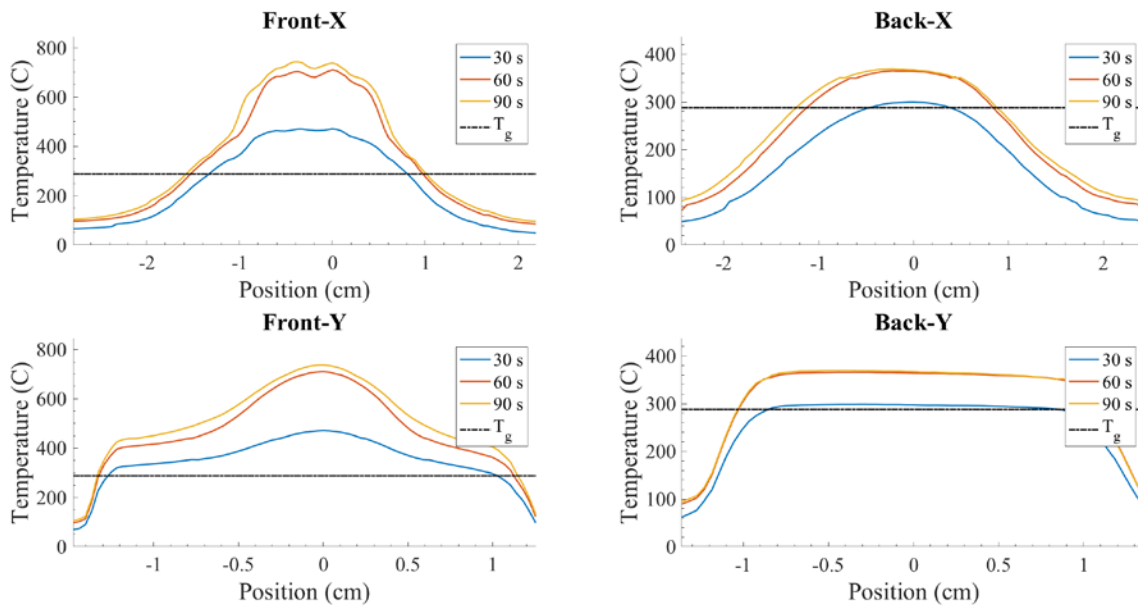 Front-X
800
600
400
200
0
Temperature (C)
-2
-1
0
1
2
Position (cm)
30 s
60 s
90 s
T_g
Back-X
400
300
200
100
0
Temperature (C)
-2
-1
0
1
2
Position (cm)
30 s
60 s
90 s
T_g
Front-Y
800
600
400
200
0
Temperature (C)
-1
-0.5
0
0.5
1
Position (cm)
30 s
60 s
90 s
T_g
Back-Y
400
300
200
100
0
Temperature (C)
-1
-0.5
0
0.5
1
Position (cm)
30 s
60 s
90 s
T_g